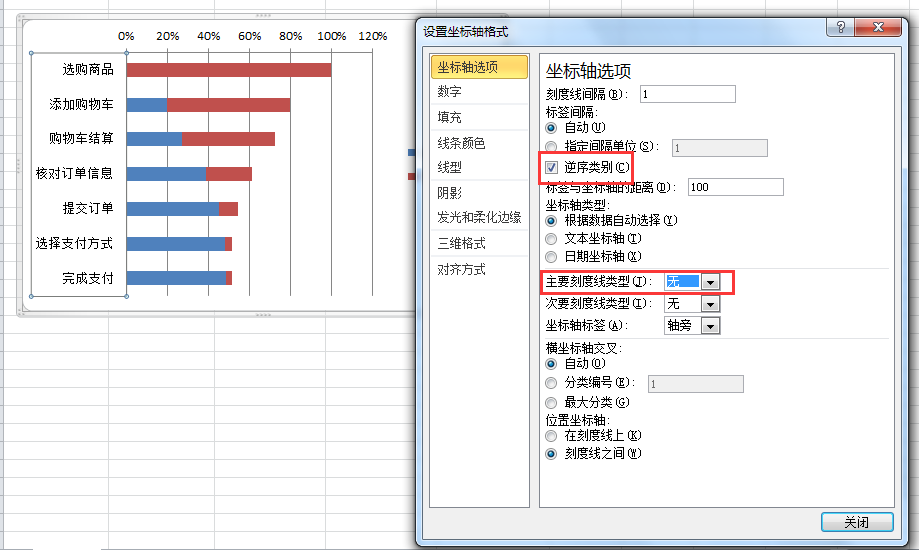 0% 20% 40% 60% 80% 100% 120%
选购商品
添加购物车
购物车结算
核对订单信息
提交订单
选择支付方式
完成支付
设置坐标轴格式
坐标轴选项
数字
填充
线条颜色
线型
阴影
发光和柔化边缘
三维格式
对齐方式
坐标轴选项
刻度线间隔(B): 1
标签间隔:
自动(U)
指定间隔单位(S): 1
逆序类别(C)
标签与坐标轴的距离(D): 100
坐标轴类型:
根据数据自动选择(Y)
文本坐标轴(T)
日期坐标轴(X)
主要刻度线类型(J): 无
次要刻度线类型(I): 无
坐标轴标签(A): 轴旁
横坐标轴交叉:
自动(O)
分类编号(E): 1
最大分类(G)
位置坐标轴:
在刻度线上(K)
刻度线之间(W)
关闭